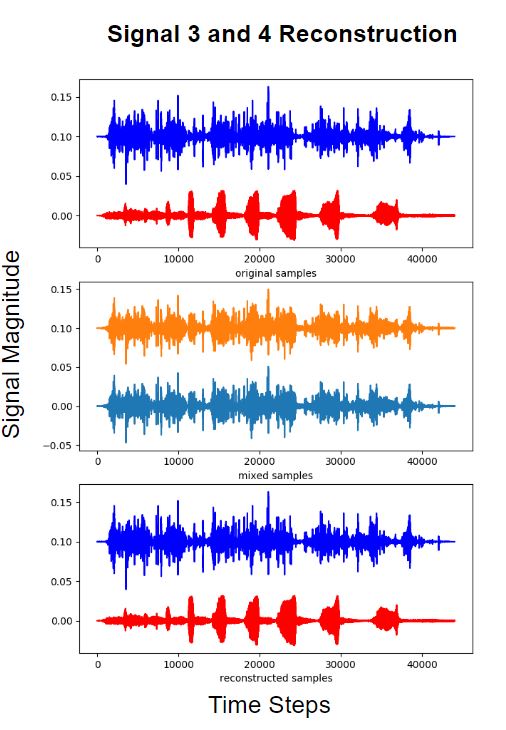 Signal 3 and 4 Reconstruction
Signal Magnitude
0.15
0.10
0.05
0.00
0 10000 20000 30000 40000
original samples
0.15
0.10
0.05
0.00
−0.05
0 10000 20000 30000 40000
mixed samples
0.15
0.10
0.05
0.00
0 10000 20000 30000 40000
reconstructed samples
Time Steps